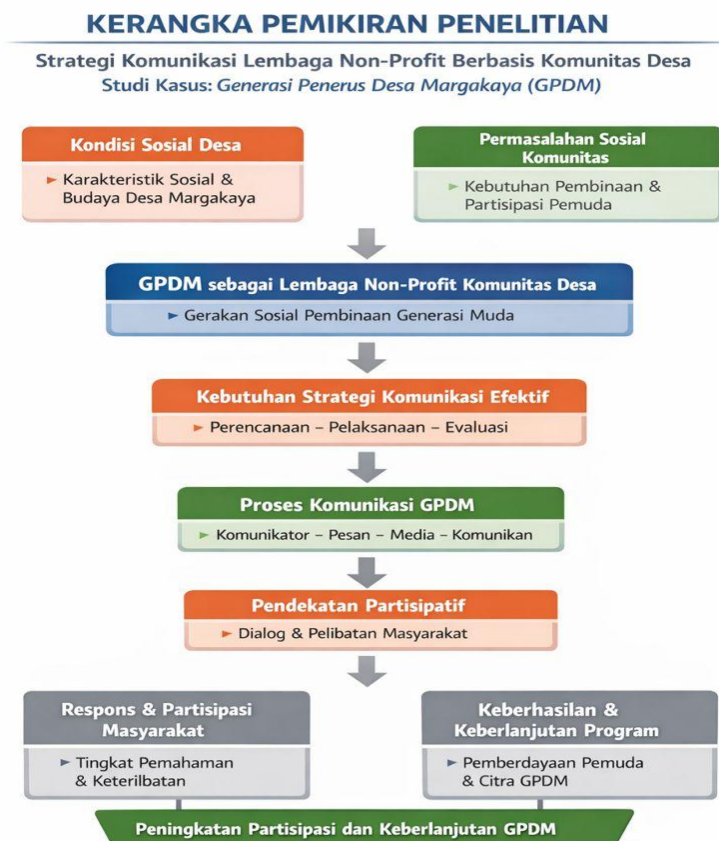 KERANGKA PEMIKIRAN PENELITIAN
Strategi Komunikasi Lembaga Non-Profit Berbasis Komunitas Desa
Studi Kasus: Generasi Penerus Desa Margakaya (GPDM)
Kondisi Sosial Desa
► Karakteristik Sosial &
Budaya Desa Margakaya
Permasalahan Sosial
Komunitas
► Kebutuhan Pembinaan &
Partisipasi Pemuda
GPDM sebagai Lembaga Non-Profit Komunitas Desa
► Gerakan Sosial Pembinaan Generasi Muda
Kebutuhan Strategi Komunikasi Efektif
► Perencanaan – Pelaksanaan – Evaluasi
Proses Komunikasi GPDM
► Komunikator – Pesan – Media – Komunikan
Pendekatan Partisipatif
► Dialog & Pelibatan Masyarakat
Respons & Partisipasi
Masyarakat
► Tingkat Pemahaman
& Keterilbatan
Keberhasilan &
Keberlanjutan Program
► Pemberdayaan Pemuda
& Citra GPDM
Peningkatan Partisipasi dan Keberlanjutan GPDM